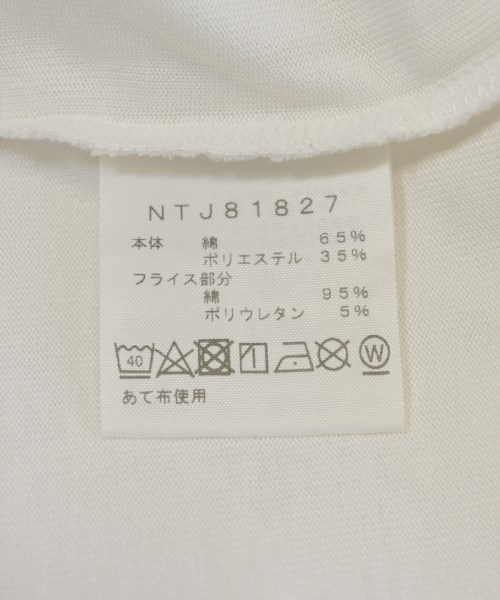 NTJ81827
本体 綿 65%
ポリエステル 35%
フライス部分
綿 95%
ポリウレタン 5%
40 W
あて布使用